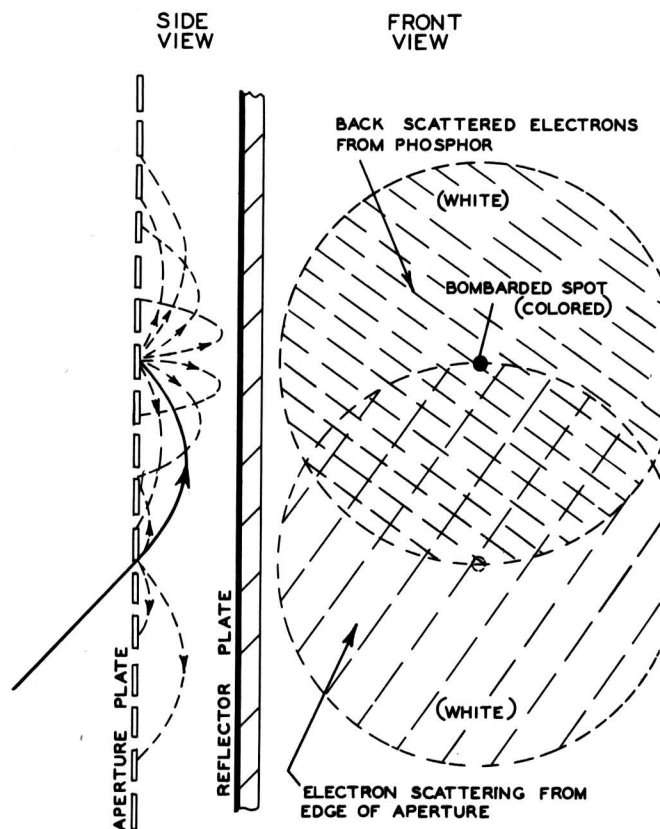 SIDE
VIEW
FRONT
VIEW
BACK SCATTERED ELECTRONS
FROM PHOSPHOR
(WHITE)
BOMBARDED SPOT
(COLORED)
APERTURE PLATE
REFLECTOR PLATE
(WHITE)
ELECTRON SCATTERING FROM
EDGE OF APERTURE